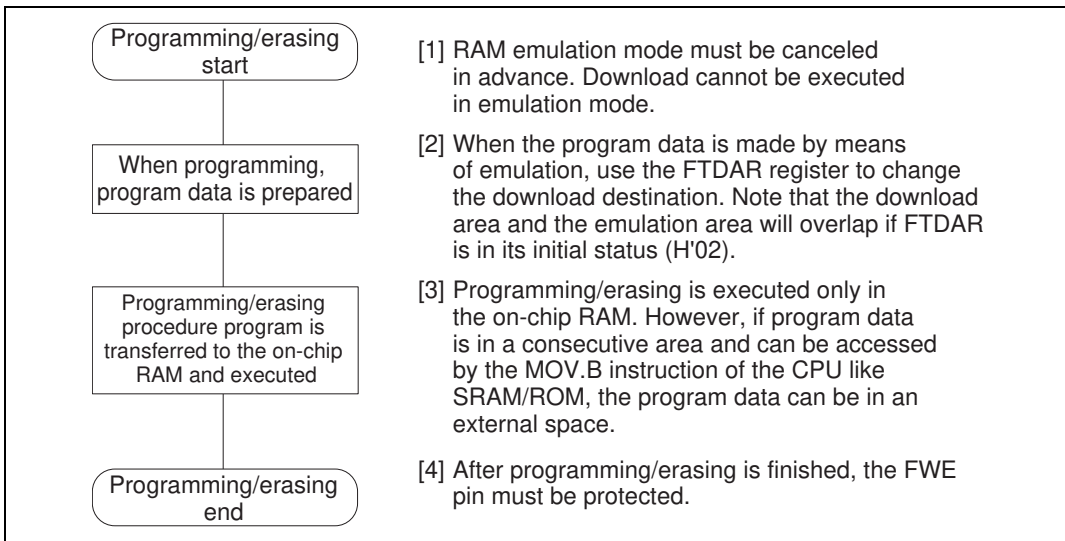 Programming/erasing
start
When programming,
program data is prepared
Programming/erasing
procedure program is
transferred to the on-chip
RAM and executed
Programming/erasing
end
[1] RAM emulation mode must be canceled
in advance. Download cannot be executed
in emulation mode.
[2] When the program data is made by means
of emulation, use the FTDAR register to change
the download destination. Note that the download
area and the emulation area will overlap if FTDAR
is in its initial status (H'02).
[3] Programming/erasing is executed only in
the on-chip RAM. However, if program data
is in a consecutive area and can be accessed
by the MOV.B instruction of the CPU like
SRAM/ROM, the program data can be in an
external space.
[4] After programming/erasing is finished, the FWE
pin must be protected.